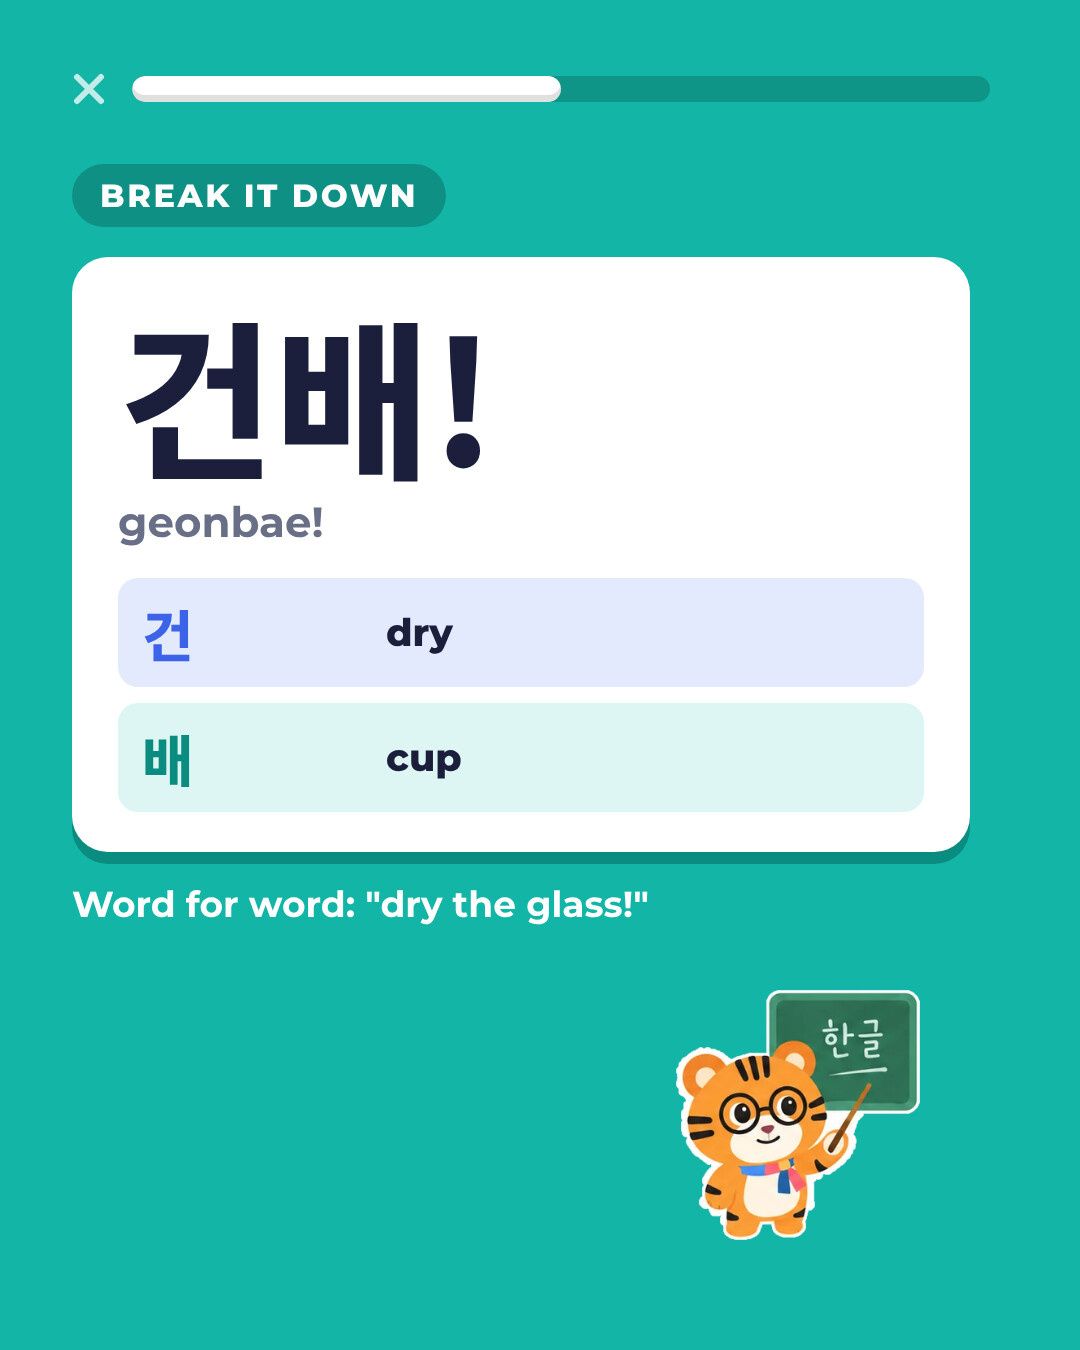 BREAK IT DOWN
건배!
geonbae!
건 dry
배 cup
Word for word: "dry the glass!"
한글